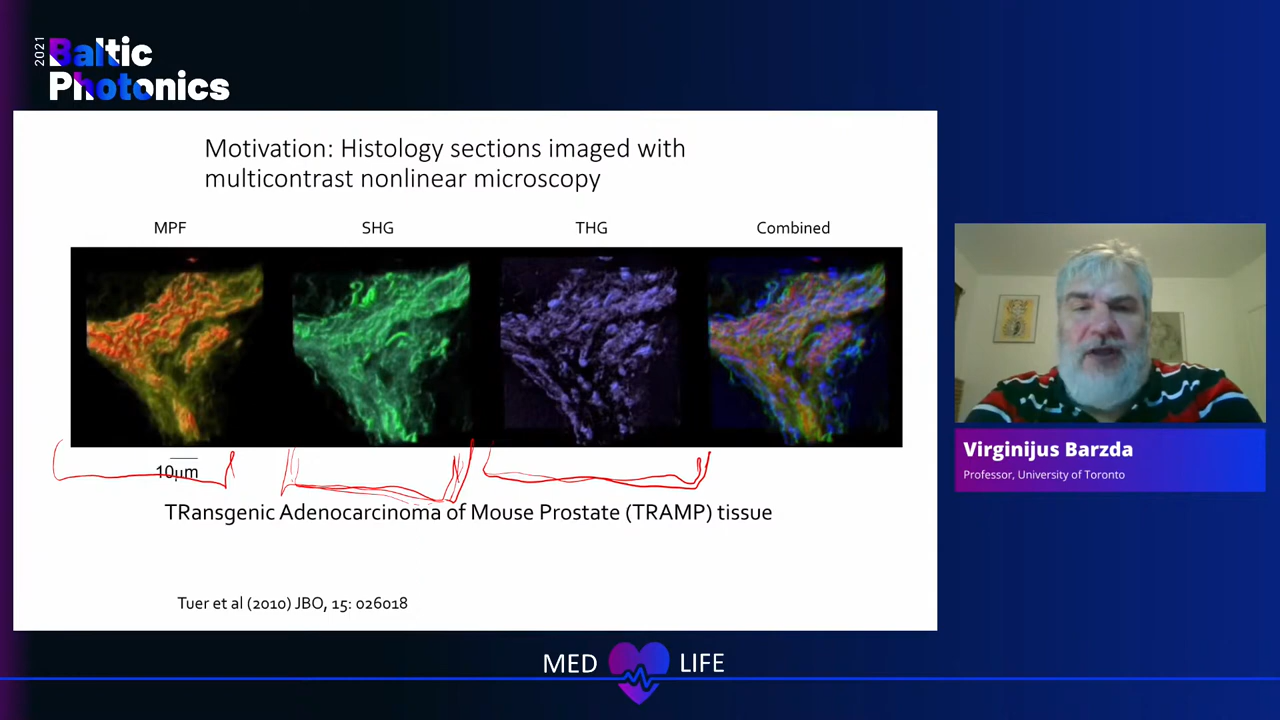 2021
Baltic
Photonics
Motivation: Histology sections imaged with
multicontrast nonlinear microscopy
MPF SHG THG Combined
10μm
TRansgenic Adenocarcinoma of Mouse Prostate (TRAMP) tissue
Tuer et al (2010) JBO, 15: 026018
Virginijus Barzda
Professor, University of Toronto
MED LIFE